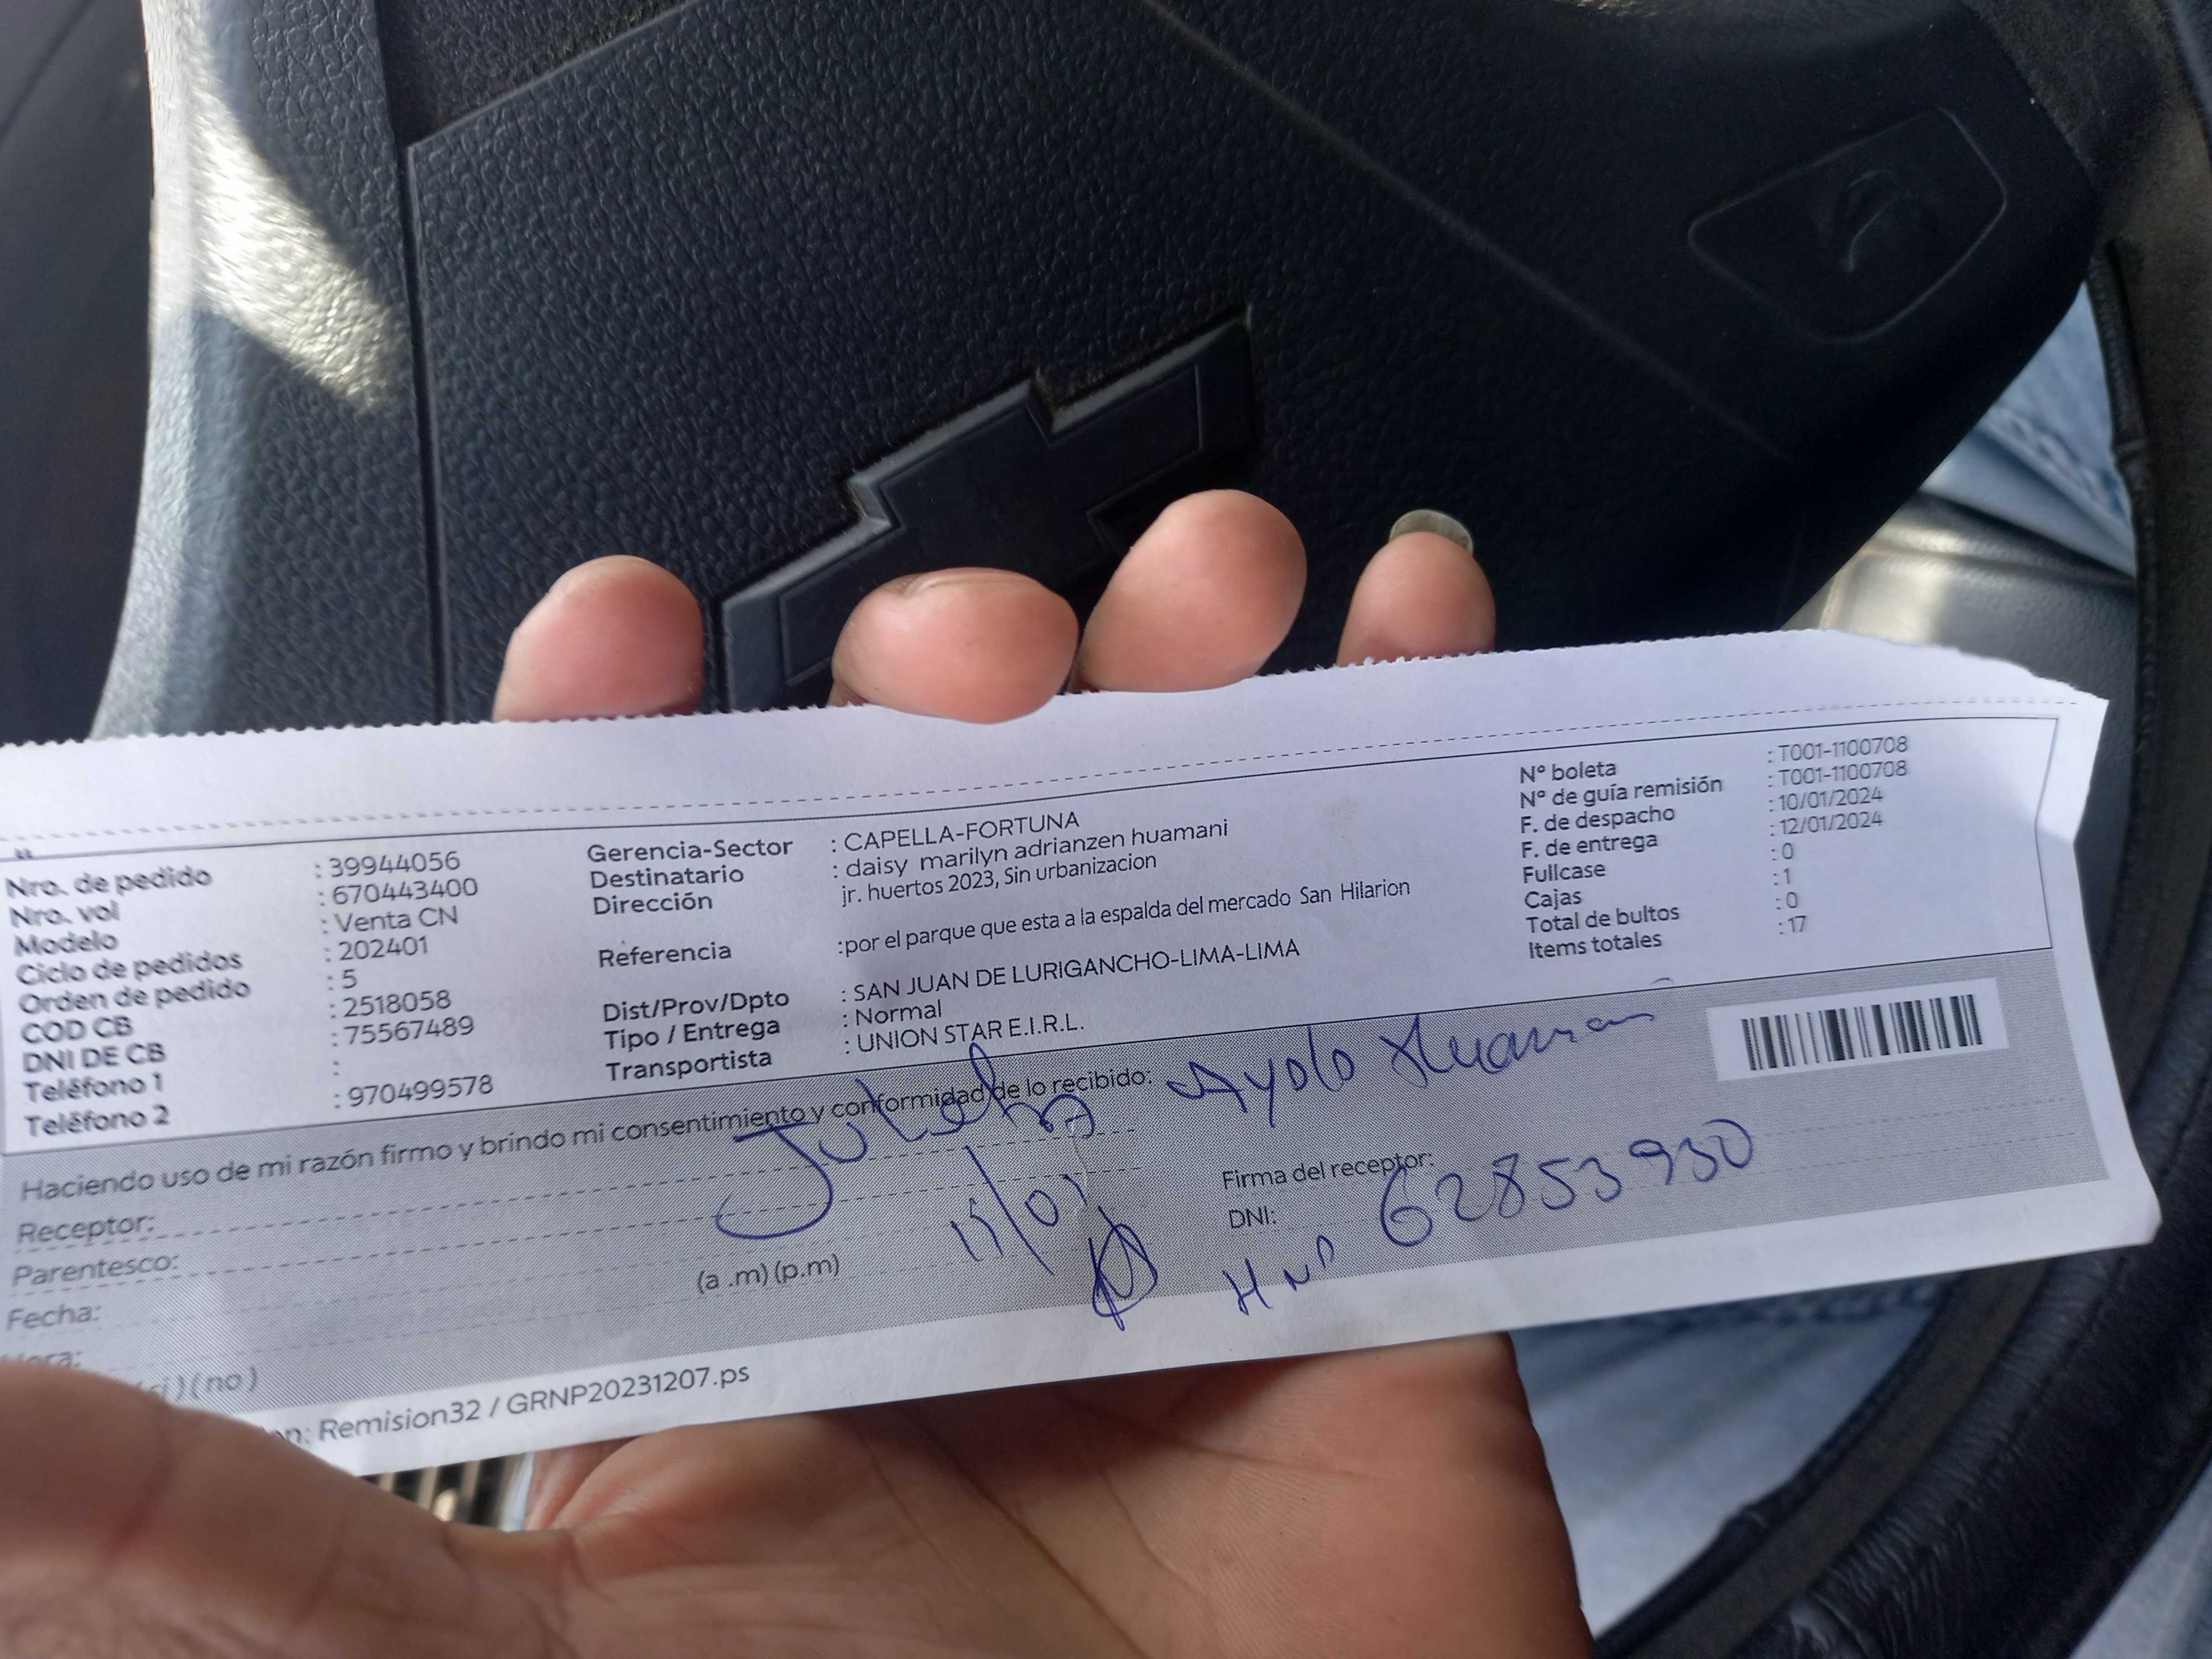 Nro. de pedido : 39944056
Nro. vol : 670443400
Modelo : Venta CN
Ciclo de pedidos : 202401
Orden de pedido : 5
COD CB : 2518058
DNI DE CB : 75567489
Teléfono 1 :
Teléfono 2 : 970499578
Gerencia-Sector : CAPELLA-FORTUNA
Destinatario : daisy marilyn adrianzen huamani
Dirección jr. huertos 2023, Sin urbanizacion
Referencia :por el parque que esta a la espalda del mercado San Hilarion
Dist/Prov/Dpto : SAN JUAN DE LURIGANCHO-LIMA-LIMA
Tipo / Entrega : Normal
Transportista : UNION STAR E.I.R.L.
Nº boleta : T001-1100708
Nº de guía remisión : T001-1100708
F. de despacho : 10/01/2024
F. de entrega : 12/01/2024
Fullcase : 0
Cajas : 1
Total de bultos : 0
Items totales : 17
Haciendo uso de mi razón firmo y brindo mi consentimiento y conformidad de lo recibido:
Ayolo Huaman
Receptor:
Parentesco:
Fecha:
11/01
Hora: (a .m) (p.m)
(si) (no)
Firma del receptor:
DNI: 62853930
: Remision32 / GRNP20231207.ps